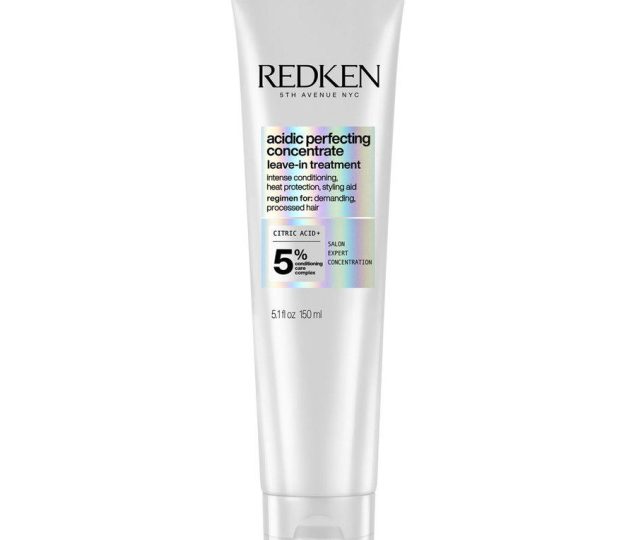 REDKEN
5TH AVENUE NYC
acidic perfecting
concentrate
leave-in treatment
intense conditioning,
heat protection, styling aid
regimen for: demanding,
processed hair
CITRIC ACID+
5%
conditioning
care
complex
SALON
EXPERT
CONCENTRATION
5.1 fl oz 150 ml